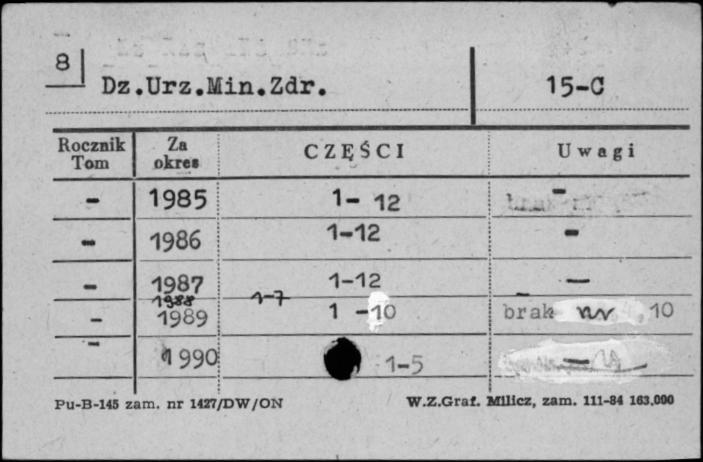 8
Dz.Urz.Min.Zdr. 15-C
Rocznik Tom Za okres CZĘŚCI Uwagi
- 1985 1- 12 -
- 1986 1-12 -
- 1987 1-12 -
1988 1-7
- 1989 1 -10 brak nr 10
- 1990 1-5 -
Pu-B-145 zam. nr 1427/DW/ON W.Z.Graf. Milicz, zam. 111-84 163.000